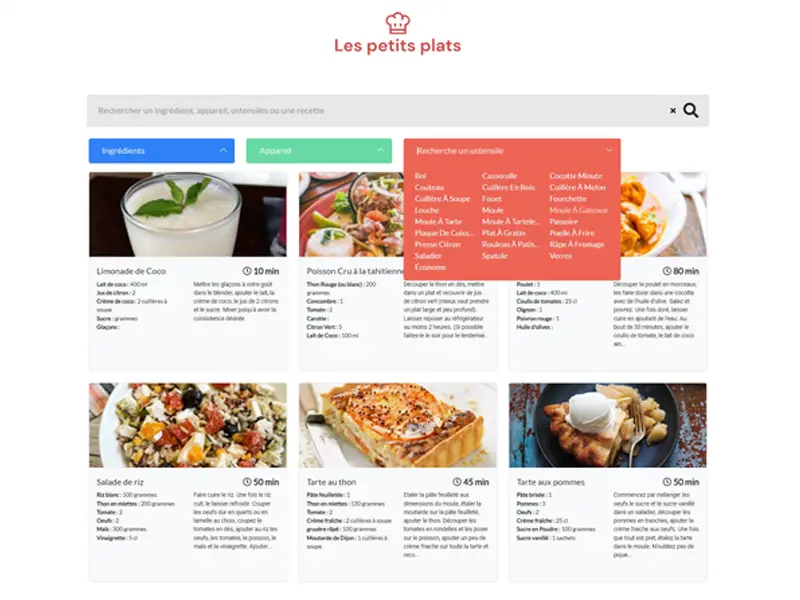 Les petits plats
Rechercher un ingrédient, appareil, ustensiles ou une recette
Ingrédients
Appareil
Recherche un ustensile
Bol
Casserolle
Cocotte Minute
Couteau
Cuillère En Bois
Cuillère À Melon
Cuillère À Soupe
Fouet
Fourchette
Louche
Moule
Moule À Gateaux
Moule À Tarte
Moule À Tartele...
Passoire
Plaque De Cuiss...
Plat À Gratin
Puelle À Frire
Presse Citron
Rouleau À Patis...
Râpe À Fromage
Saladier
Spatule
Verres
Économe
Limonade de Coco
10 min
Lait de coco : 400 ml
Jus de citron : 2
Crème de coco : 2 cuillères à
soupe
Sucre : grammes
Glaçons :
Mettre les glaçons à votre goût
dans le blender, ajouter le lait, la
crème de coco, le jus de 2 citrons
et le sucre. Mixer jusqu'à avoir la
consistence désirée
Poisson Cru à la tahitienne
Thon Rouge (ou blanc) : 200
grammes
Concombre : 1
Tomate : 2
Carotte :
Citron Vert : 5
Lait de Coco : 100 ml
Découper le thon en dés, mettre
dans un plat et recouvrir de jus
de citron vert (mieux vaut prendre
un plat large et peu profond).
Laisser reposer au réfrigérateur
au moins 2 heures. (Si possible
faites-le le soir pour le lendemai...
80 min
Poulet : 1
Lait de coco : 400 ml
Coulis de tomates : 25 cl
Oignon : 1
Poivron rouge : 1
Huile d'olives :
Découper le poulet en morceaux,
les faire dorer dans une cocotte
avec de l'huile d'olive. Salez et
poivrez. Une fois doré, laisser
cuire en ajoutant de l'eau. Au
bout de 30 minutes, ajouter le
coulis de tomate, le lait de coco
ain...
Salade de riz
50 min
Riz blanc : 500 grammes
Thon en miettes : 200 grammes
Tomate : 2
Oeufs : 2
Maïs : 300 grammes
Vinaigrette : 5 cl
Faire cuire le riz. Une fois le riz
cuit, le laisser refroidir. Couper
les oeufs dur en quarts ou en
lamelle au choix, coupez le
tomates en dés, ajouter au riz les
oeufs, les tomates, le poisson, le
maïs et la vinaigrette. Ajouter...
Tarte au thon
45 min
Pâte feuilletée : 1
Thon en miettes : 130 grammes
Tomate : 2
Crème fraîche : 2 cuillères à soupe
gruyère râpé : 100 grammes
Moutarde de Dijon : 1 cuillères à
soupe
Etaler la pâte feuilletée aux
dimensions du moule, étaler la
moutarde sur la pâte feuilleté,
ajouter le thon. Découper les
tomates en rondelles et les poser
sur le poisson, ajouter un peu de
crème fraîche sur toute la tarte et
reco...
Tarte aux pommes
50 min
Pâte brisée : 1
Pommes : 3
Oeufs : 2
Crème fraîche : 25 cl
Sucre en Poudre : 100 grammes
Sucre vanillé : 1 sachets
Commencez par mélanger les
oeufs le sucre et le sucre vanillé
dans un saladier, découper les
pommes en tranches, ajouter la
crème fraîche aux oeufs. Une fois
que tout est pret, étalez la tarte
dans le moule. N'oubliez pas de
pique...